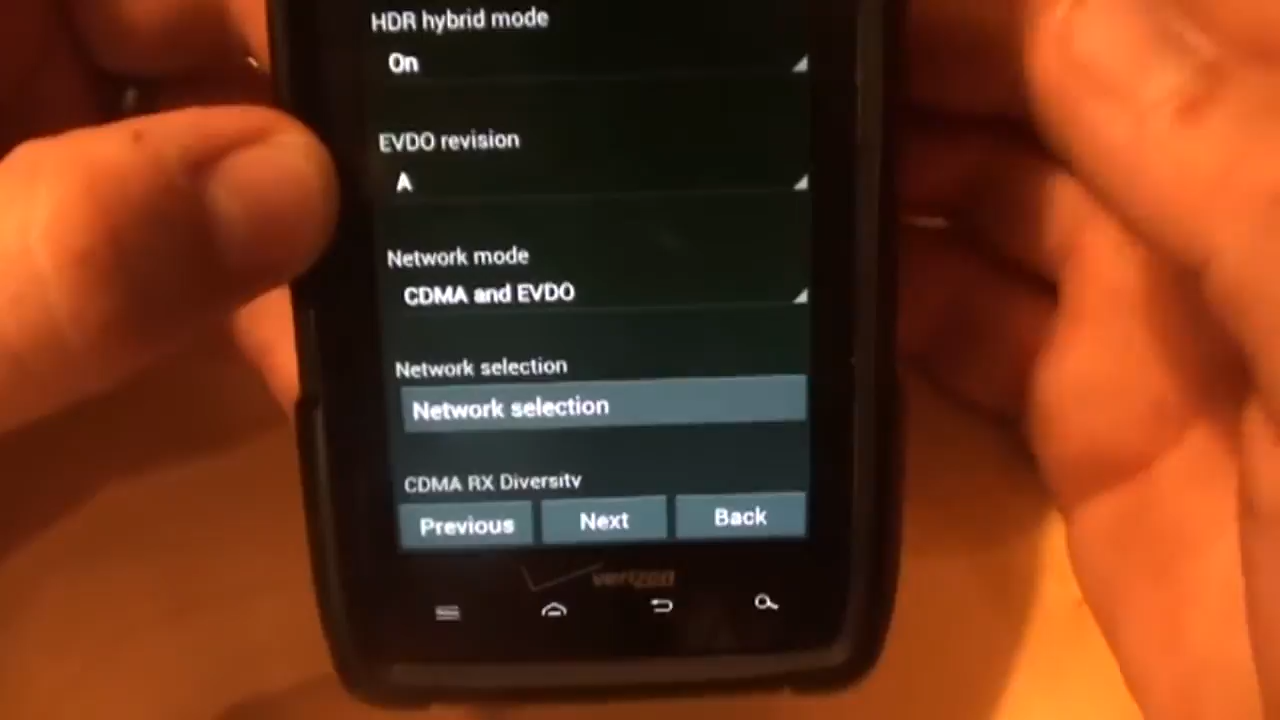 HDR hybrid mode
On
EVDO revision
A
Network mode
CDMA and EVDO
Network selection
Network selection
CDMA RX Diversity
Previous Next Back
verizon